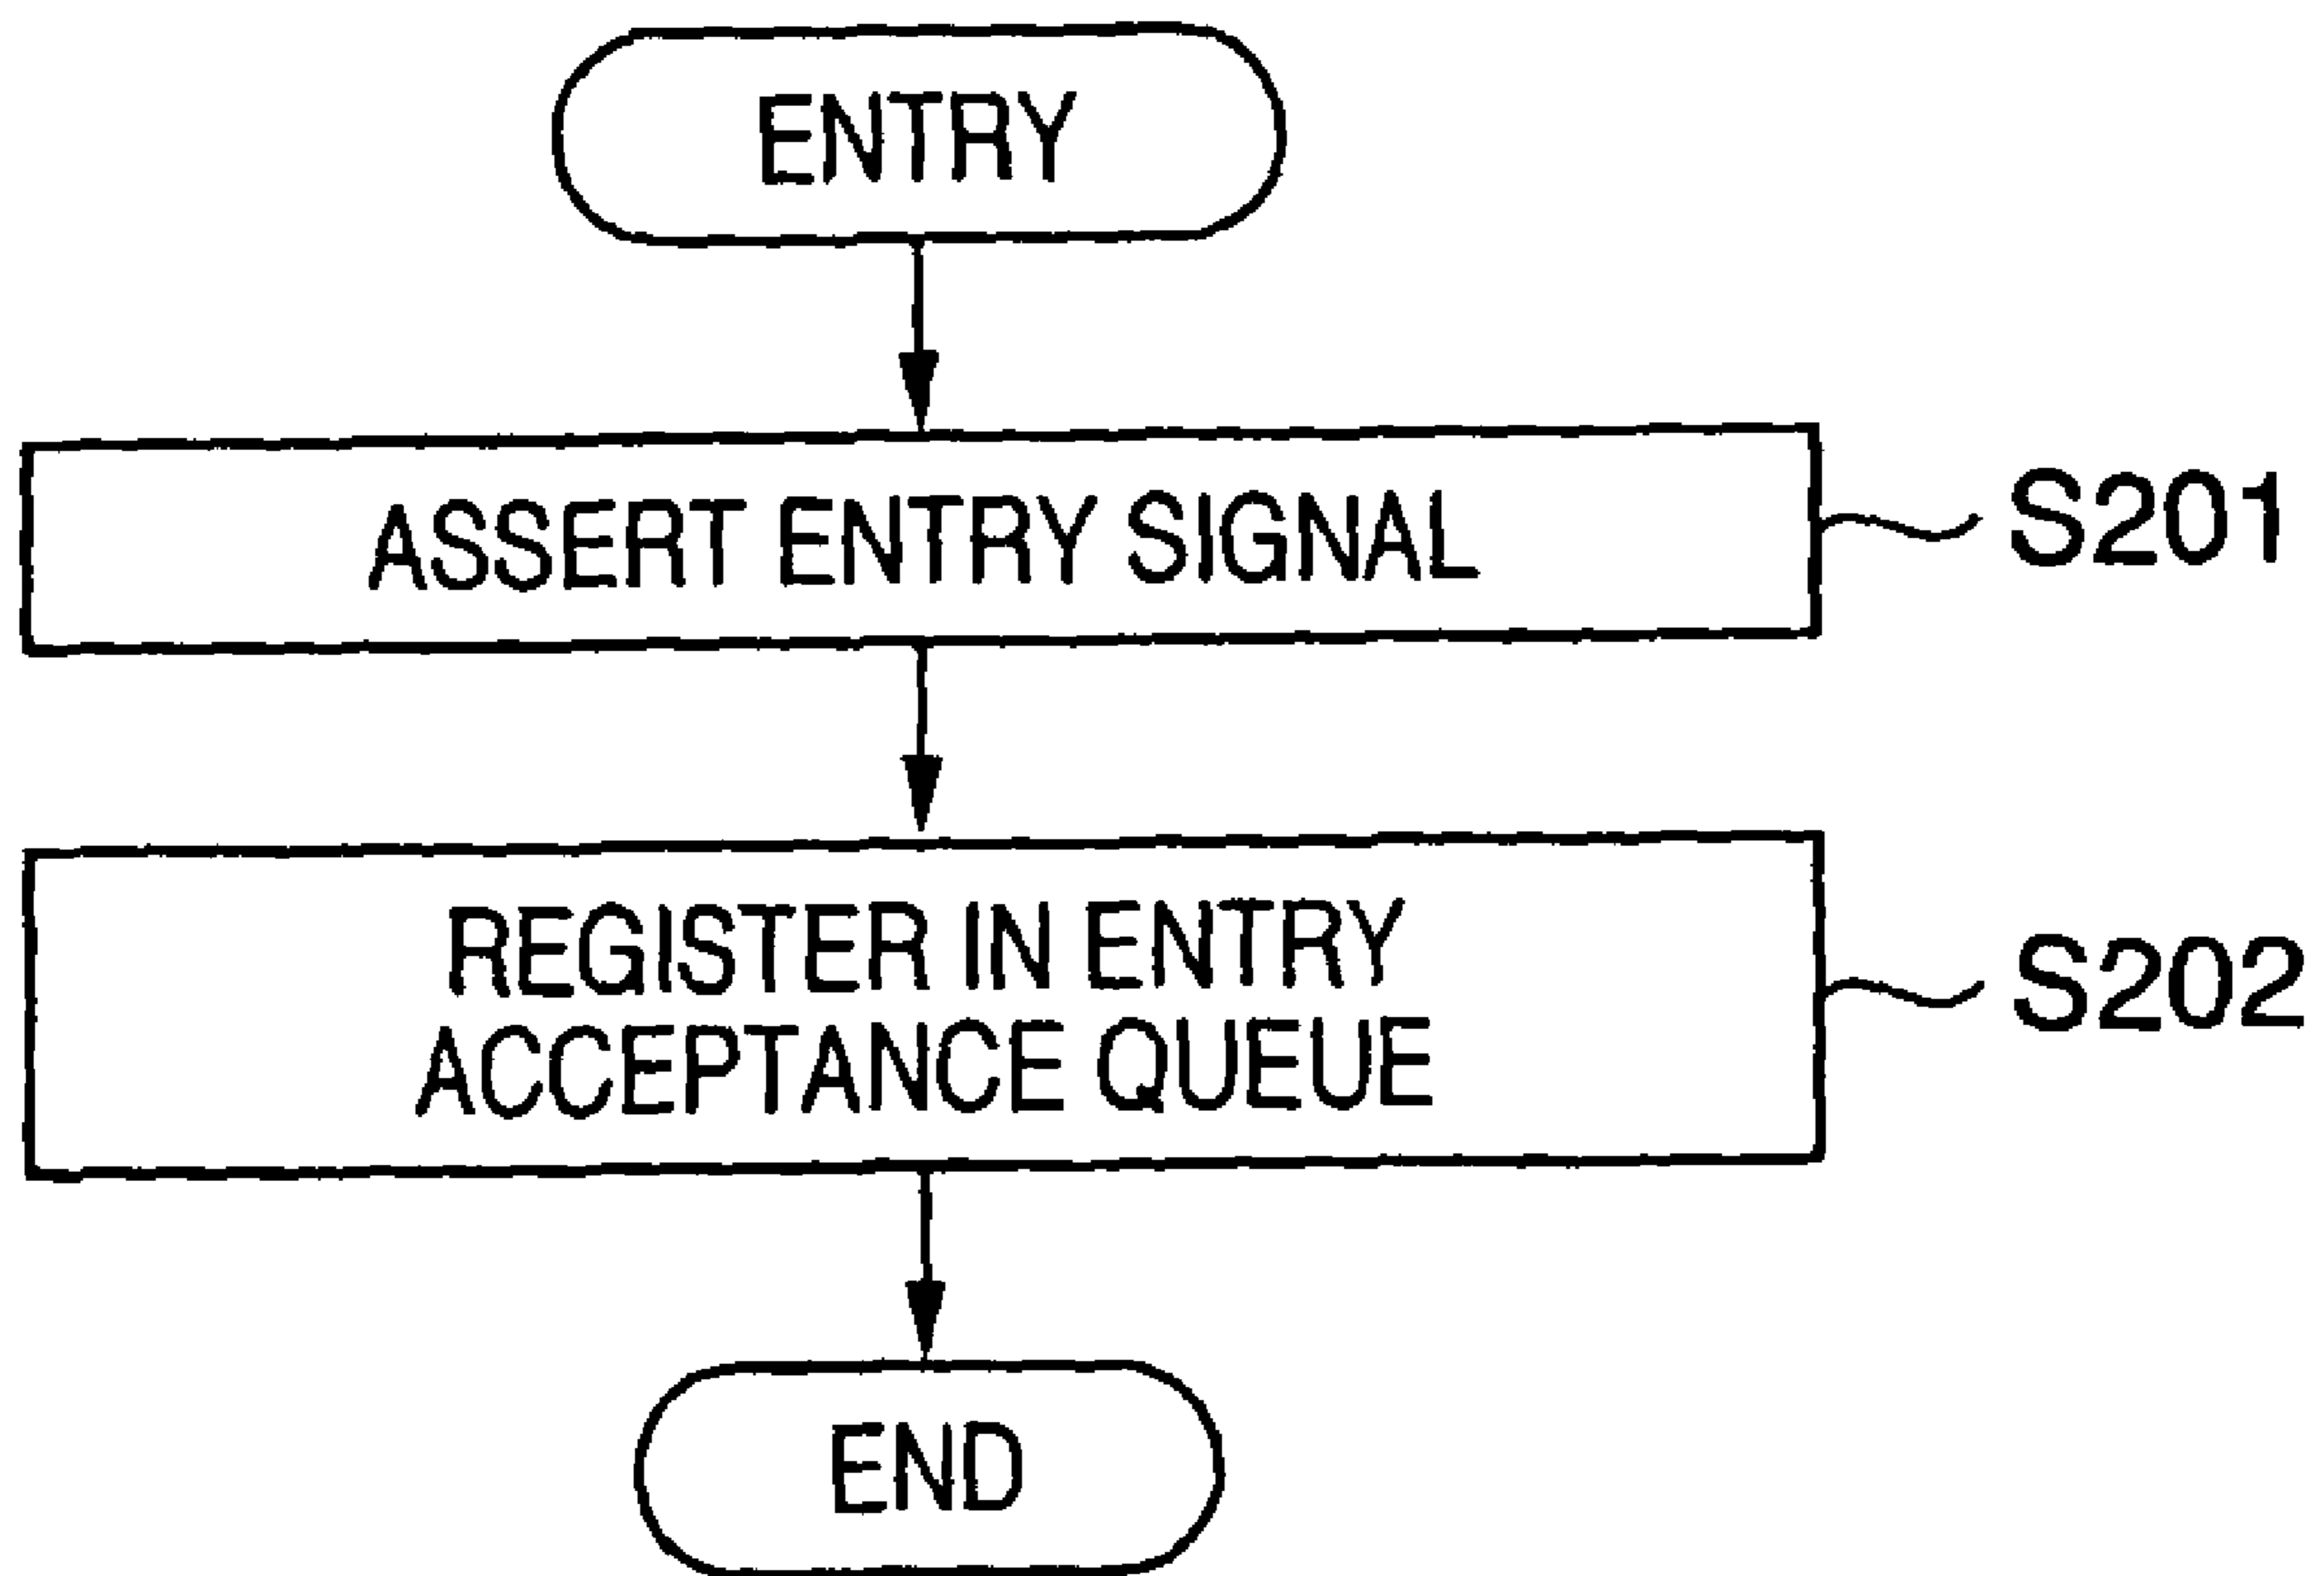 ENTRY
ASSERT ENTRY SIGNAL
S201
REGISTER IN ENTRY
ACCEPTANCE QUEUE
S202
END